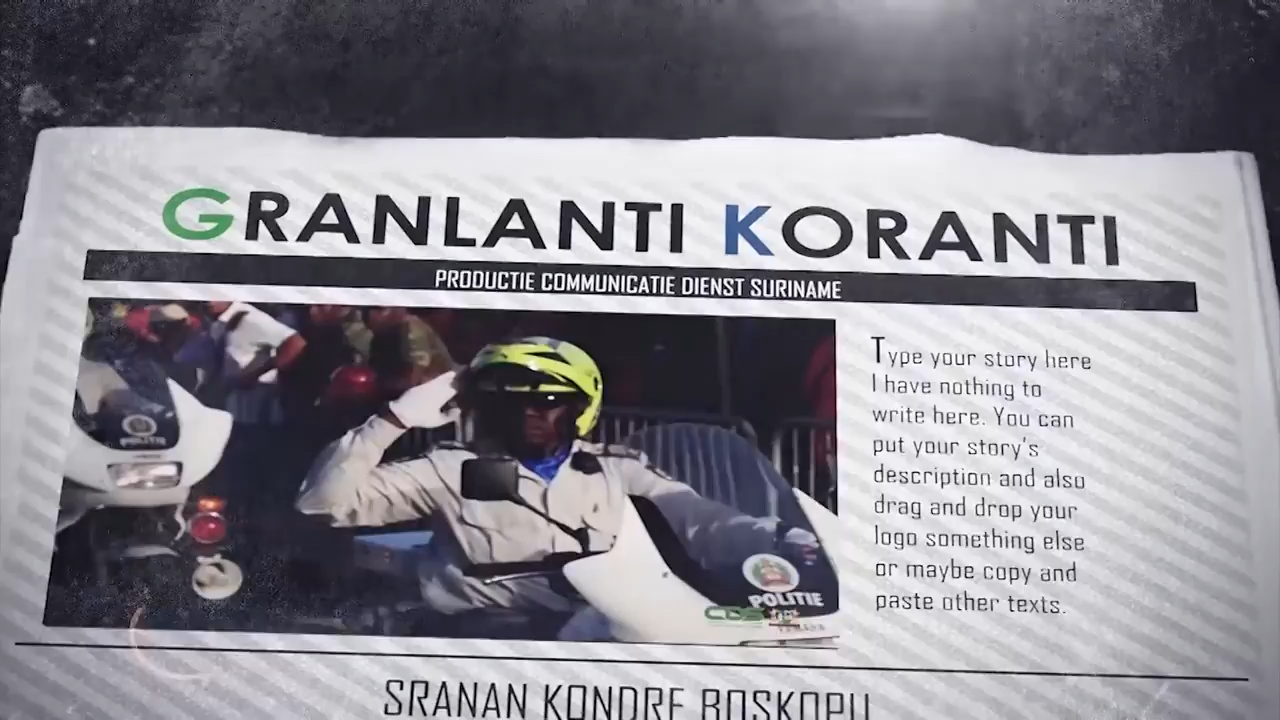 GRANLANTI KORANTI
PRODUCTIE COMMUNICATIE DIENST SURINAME
Type your story here
I have nothing to
write here. You can
put your story's
description and also
drag and drop your
logo something else
or maybe copy and
paste other texts.
POLITIE
POLITIE
CDS
SRANAN KONDRE BOSKOPU